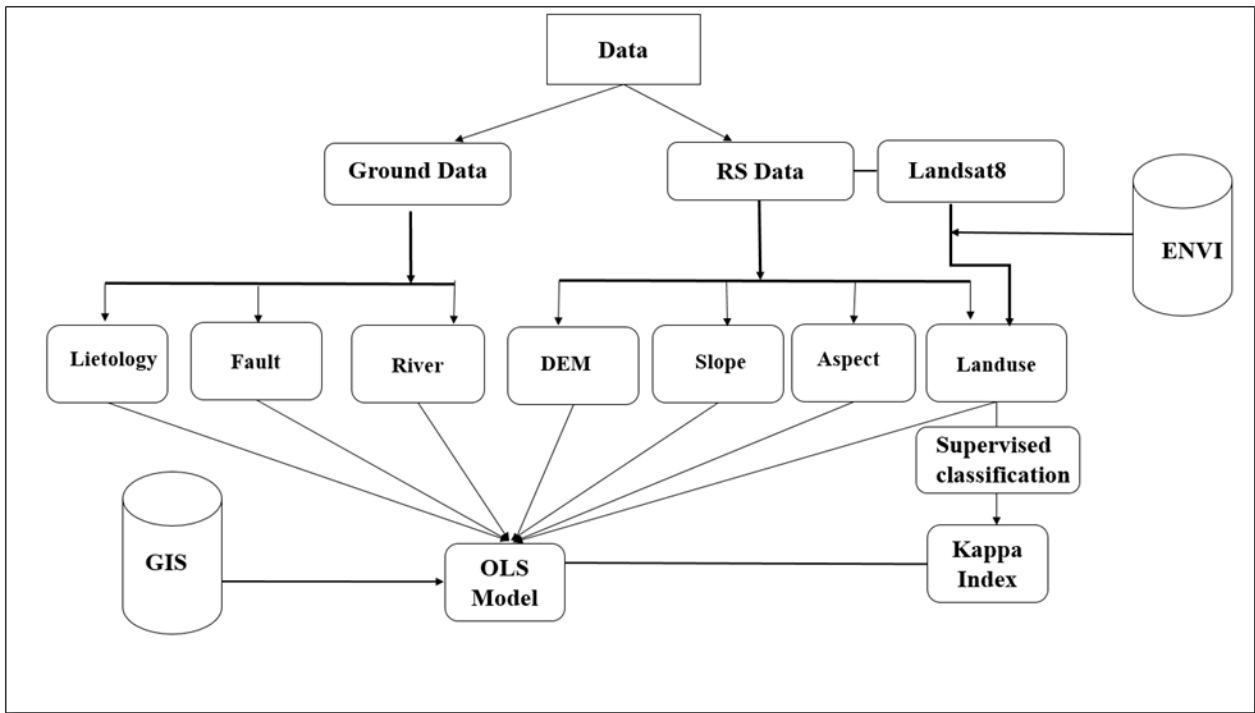 Data
Ground Data
RS Data
Landsat8
ENVI
Lietology
Fault
River
DEM
Slope
Aspect
Landuse
Supervised
classification
GIS
OLS
Model
Kappa
Index